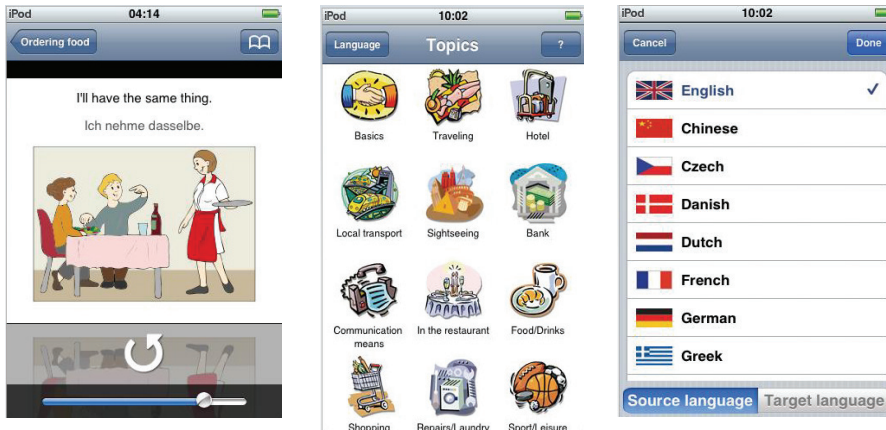 iPod 04:14
Ordering food
I'll have the same thing.
Ich nehme dasselbe.
iPod 10:02
Language Topics ?
Basics Traveling Hotel
Local transport Sightseeing Bank
Communication means In the restaurant Food/Drinks
Shopping Repairs/Laundry Sport/Leisure
iPod 10:02
Cancel Done
English
Chinese
Czech
Danish
Dutch
French
German
Greek
Source language Target language